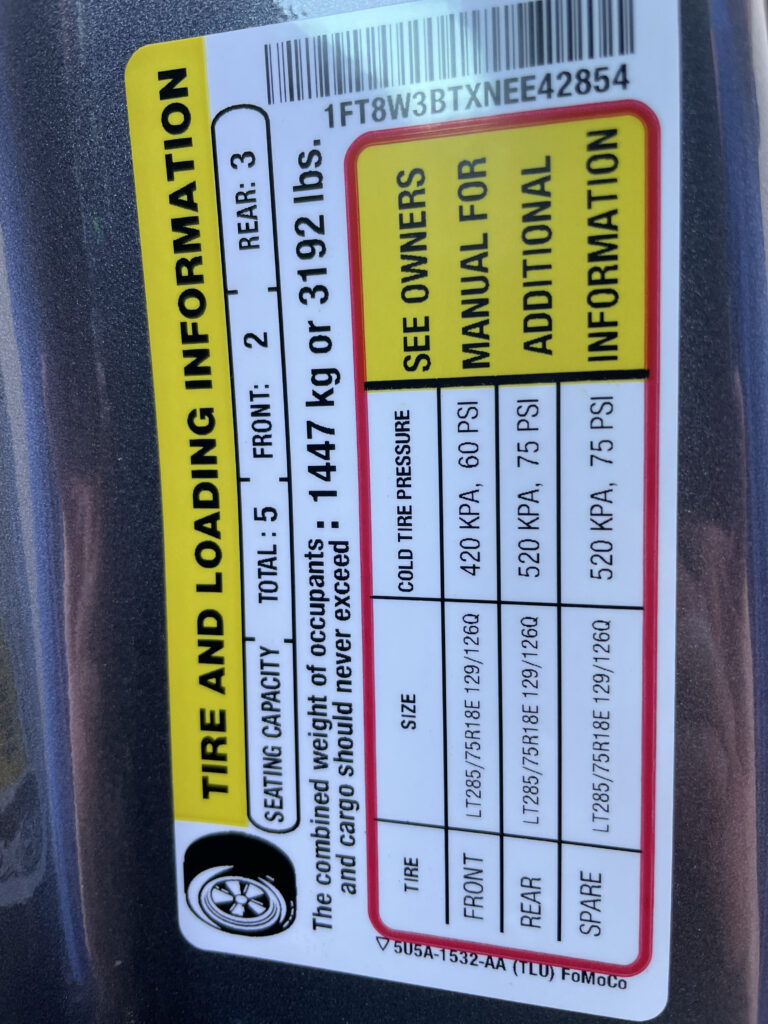 TIRE AND LOADING INFORMATION
SEATING CAPACITY TOTAL : 5 FRONT: 2 REAR: 3
The combined weight of occupants
and cargo should never exceed : 1447 kg or 3192 lbs.
TIRE SIZE COLD TIRE PRESSURE
FRONT LT285/75R18E 129/126Q 420 KPA, 60 PSI
REAR LT285/75R18E 129/126Q 520 KPA, 75 PSI
SPARE LT285/75R18E 129/126Q 520 KPA, 75 PSI
SEE OWNERS
MANUAL FOR
ADDITIONAL
INFORMATION
5U5A-1532-AA (TLU) FoMoCo
1FT8W3BTXNEE42854